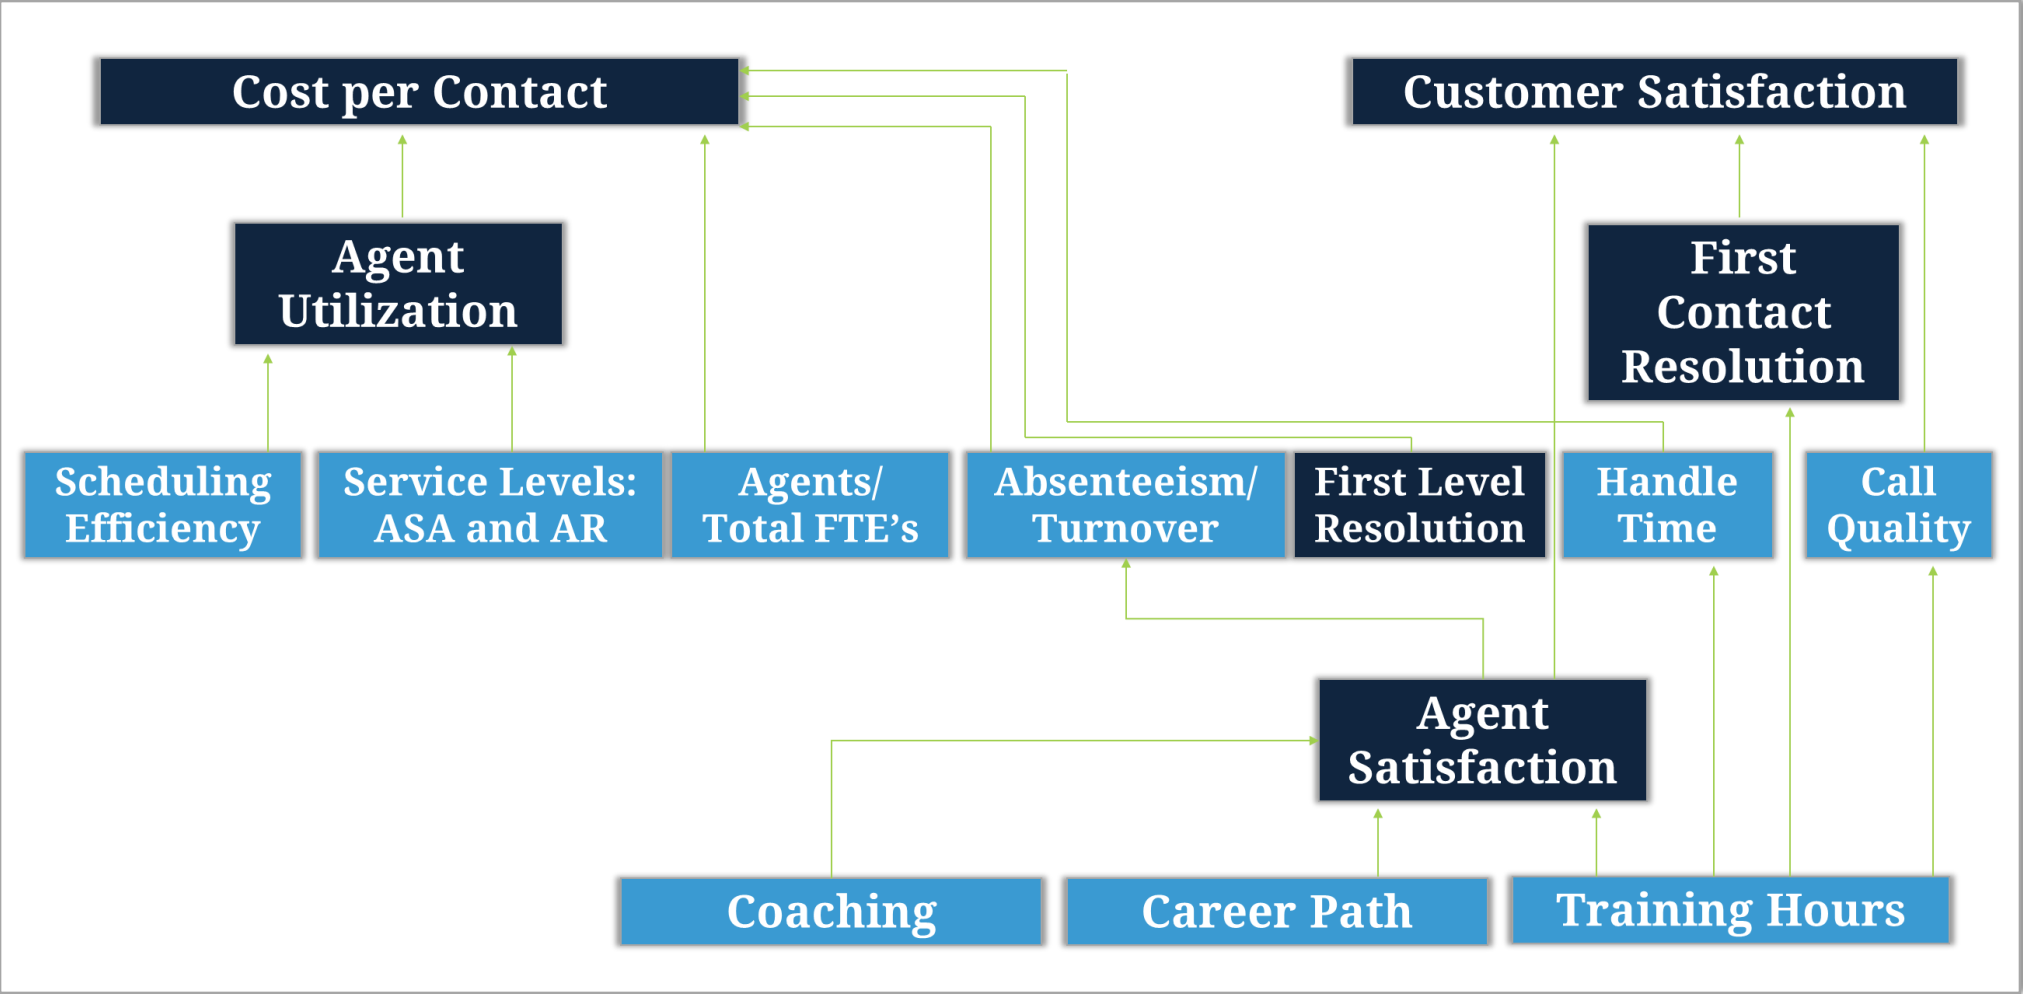 Cost per Contact
Customer Satisfaction
Agent
Utilization
First
Contact
Resolution
Scheduling
Efficiency
Service Levels:
ASA and AR
Agents/
Total FTE’s
Absenteeism/
Turnover
First Level
Resolution
Handle
Time
Call
Quality
Agent
Satisfaction
Coaching
Career Path
Training Hours